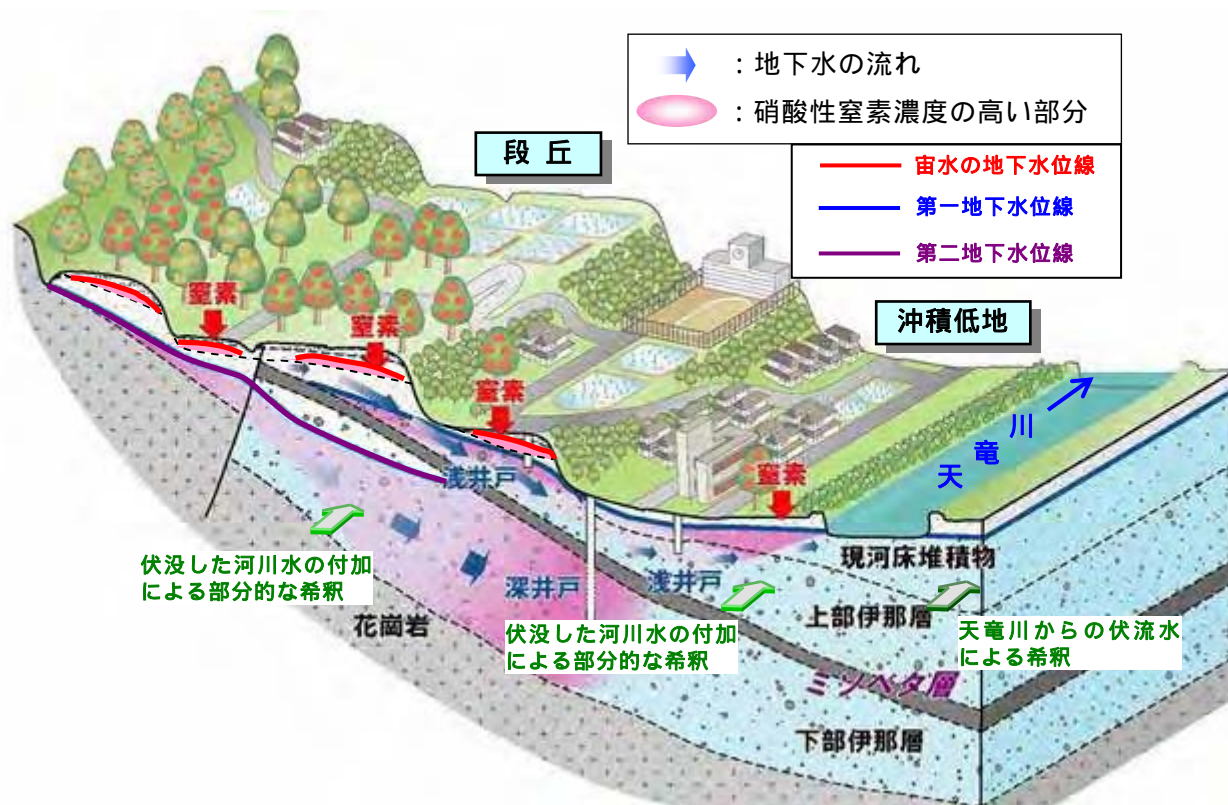 ：地下水の流れ
：硝酸性窒素濃度の高い部分
段 丘
宙水の地下水位線
第一地下水位線
第二地下水位線
沖積低地
窒素
窒素
窒素
窒素
天竜川
浅井戸
深井戸
浅井戸
現河床堆積物
上部伊那層
伏没した河川水の付加
による部分的な希釈
花崗岩
伏没した河川水の付加
による部分的な希釈
天竜川からの伏流水
による希釈
ミソベタ層
下部伊那層